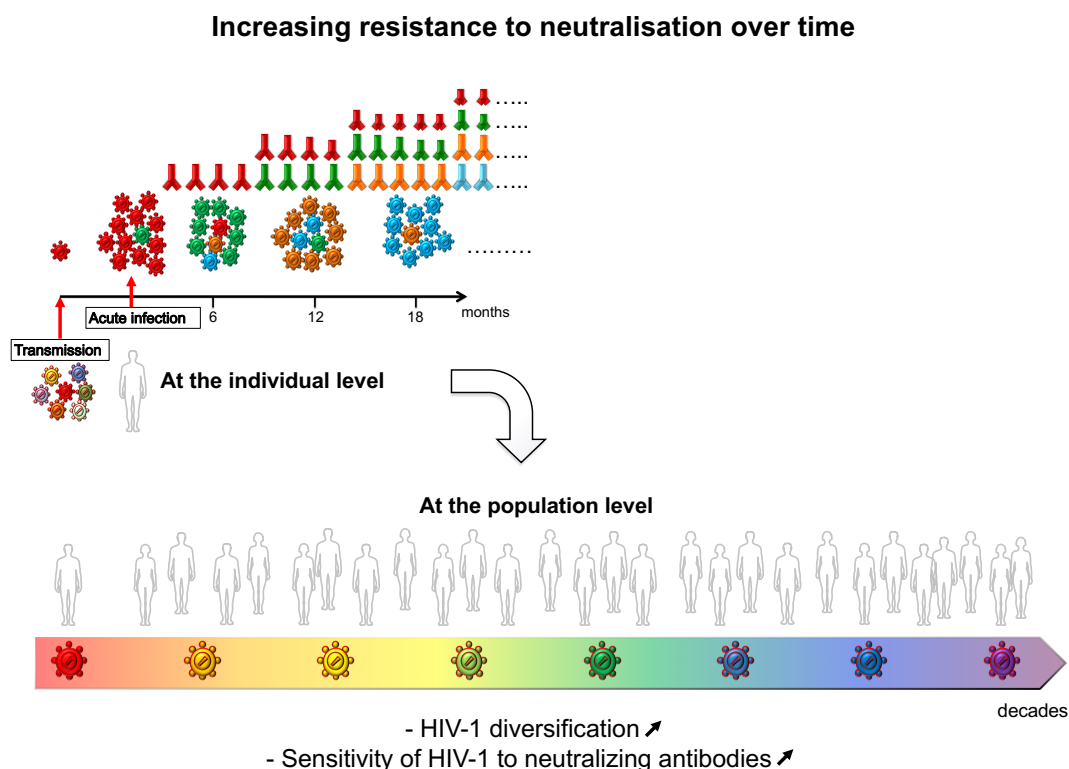 Increasing resistance to neutralisation over time
.....
.....
.....
.....
.........
Acute infection
6
12
18
months
Transmission
At the individual level
At the population level
decades
- HIV-1 diversification ↗
- Sensitivity of HIV-1 to neutralizing antibodies ↗